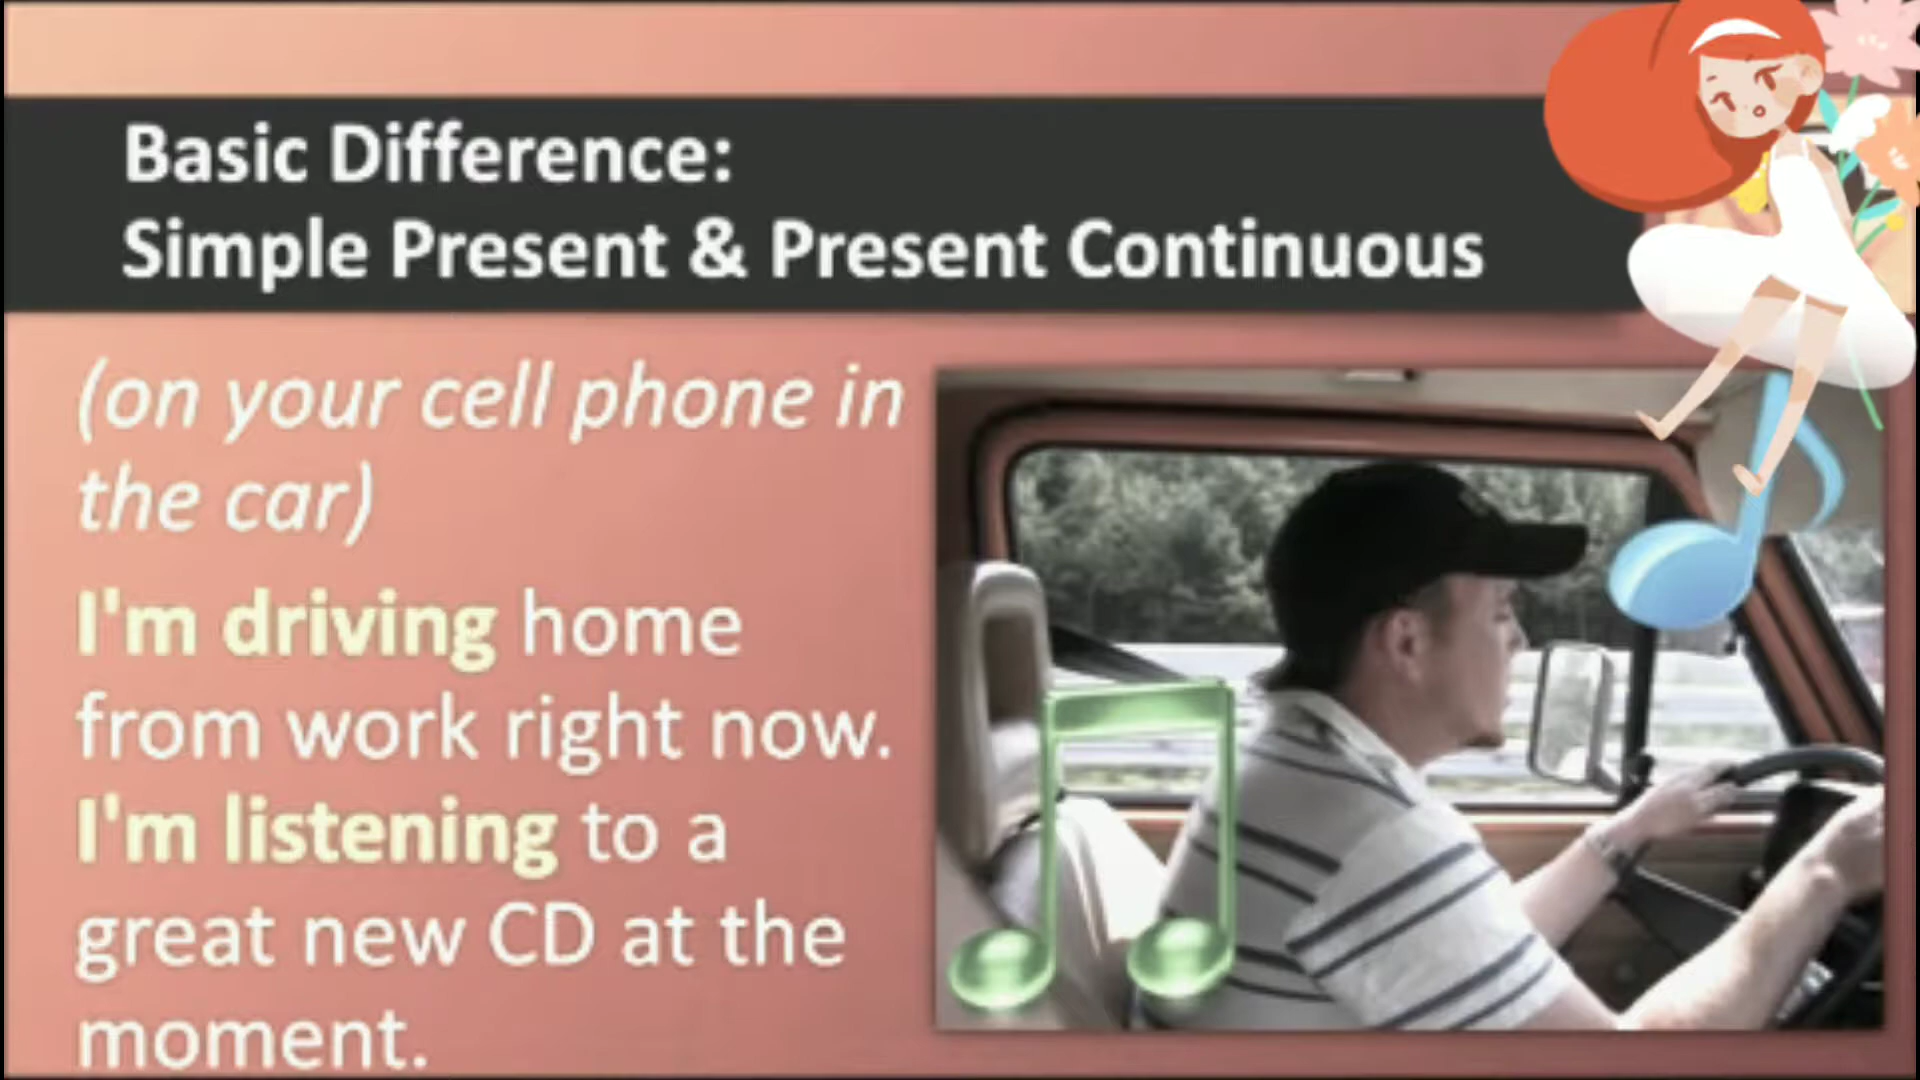 Basic Difference:
Simple Present & Present Continuous
(on your cell phone in
the car)
I'm driving home
from work right now.
I'm listening to a
great new CD at the
moment.